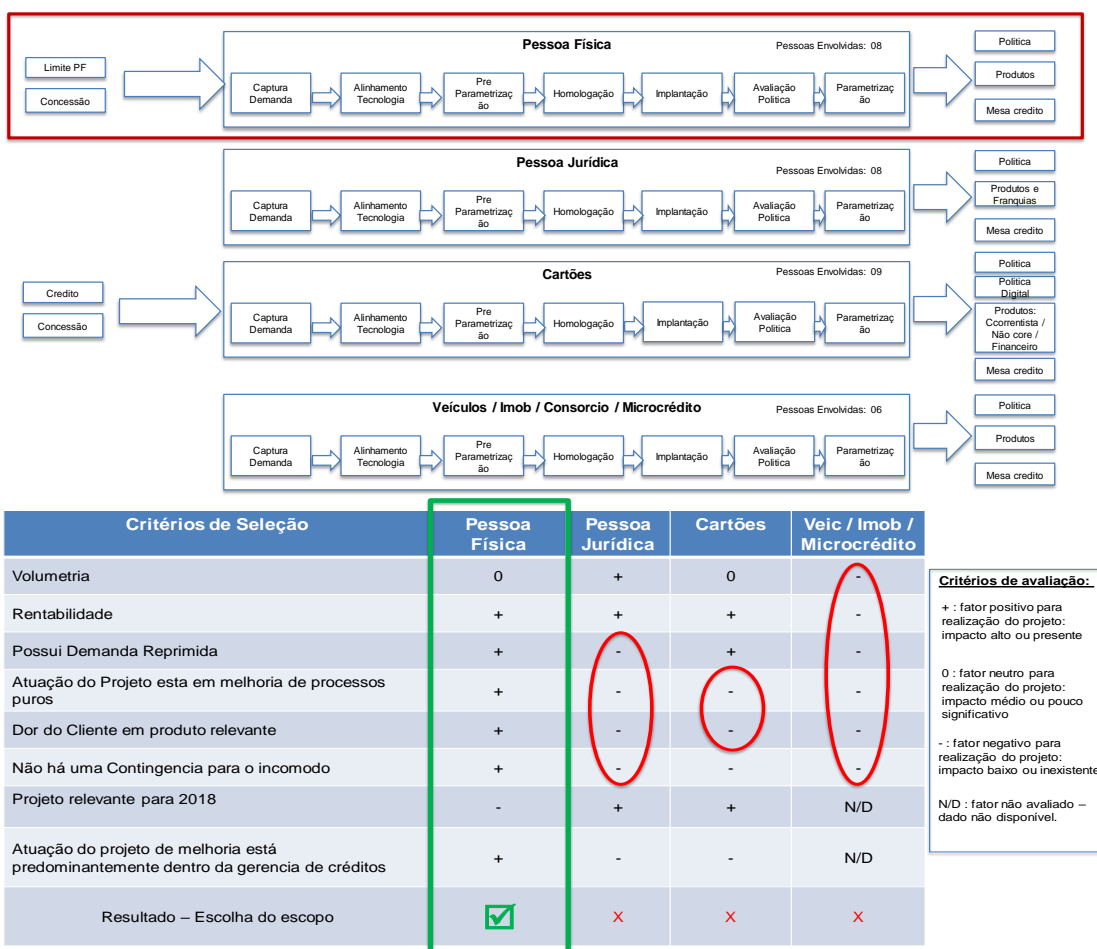 Pessoa Física
Pessoas Envolvidas: 08
Limite PF
Concessão
Captura
Demanda
Alinhamento
Tecnologia
Pre
Parametrizaç
ão
Homologação
Implantação
Avaliação
Politica
Parametrizaç
ão
Politica
Produtos
Mesa credito
Pessoa Jurídica
Pessoas Envolvidas: 08
Captura
Demanda
Alinhamento
Tecnologia
Pre
Parametrizaç
ão
Homologação
Implantação
Avaliação
Politica
Parametrizaç
ão
Politica
Produtos e
Franquias
Mesa credito
Cartões
Pessoas Envolvidas: 09
Credito
Concessão
Captura
Demanda
Alinhamento
Tecnologia
Pre
Parametrizaç
ão
Homologação
Implantação
Avaliação
Politica
Parametrizaç
ão
Politica
Politica
Digital
Produtos:
Ccorrentista /
Não core /
Financeiro
Mesa credito
Veículos / Imob / Consorcio / Microcrédito
Pessoas Envolvidas: 06
Captura
Demanda
Alinhamento
Tecnologia
Pre
Parametrizaç
ão
Homologação
Implantação
Avaliação
Politica
Parametrizaç
ão
Politica
Produtos
Mesa credito
Critérios de Seleção
Pessoa
Física
Pessoa
Jurídica
Cartões
Veic / Imob /
Microcrédito
Volumetria 0 + 0 -
Rentabilidade + + + -
Possui Demanda Reprimida + - + -
Atuação do Projeto esta em melhoria de processos
puros + - - -
Dor do Cliente em produto relevante + - - -
Não há uma Contingencia para o incomodo + - - -
Projeto relevante para 2018 - + + N/D
Atuação do projeto de melhoria está
predominantemente dentro da gerencia de créditos + - - N/D
Resultado – Escolha do escopo ☑ X X X
Critérios de avaliação:
+ : fator positivo para
realização do projeto:
impacto alto ou presente
0 : fator neutro para
realização do projeto:
impacto médio ou pouco
significativo
- : fator negativo para
realização do projeto:
impacto baixo ou inexistente
N/D : fator não avaliado –
dado não disponível.